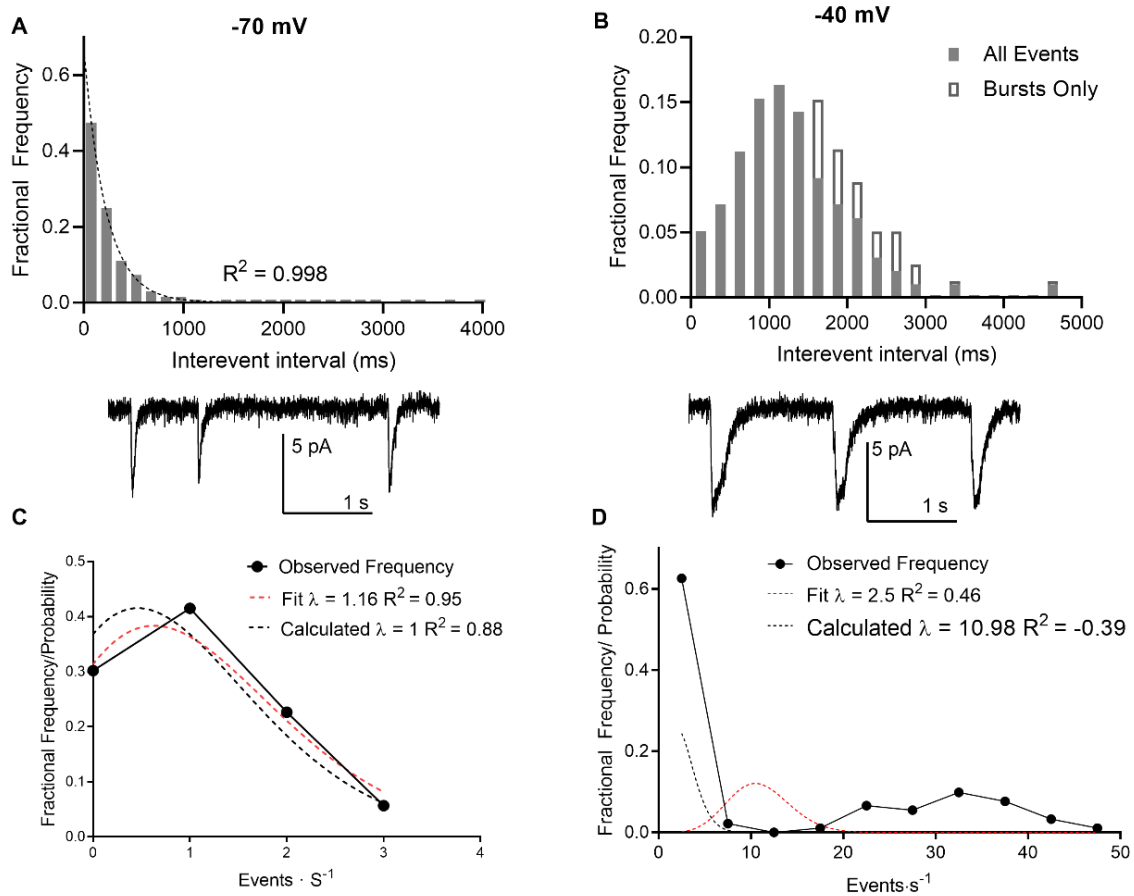 A
-70 mV
Fractional Frequency
0.6
0.4
0.2
0.0
R² = 0.998
0 1000 2000 3000 4000
Interevent interval (ms)
5 pA
1 s
B
-40 mV
Fractional Frequency
0.20
0.15
0.10
0.05
0.00
All Events
Bursts Only
0 1000 2000 3000 4000 5000
Interevent interval (ms)
5 pA
1 s
C
Fractional Frequency/Probability
0.5
0.4
0.3
0.2
0.1
0.0
Observed Frequency
Fit λ = 1.16 R² = 0.95
Calculated λ = 1 R² = 0.88
0 1 2 3 4
Events · S⁻¹
D
Fractional Frequency/ Probability
0.6
0.4
0.2
0.0
Observed Frequency
Fit λ = 2.5 R² = 0.46
Calculated λ = 10.98 R² = -0.39
0 10 20 30 40 50
Events·s⁻¹